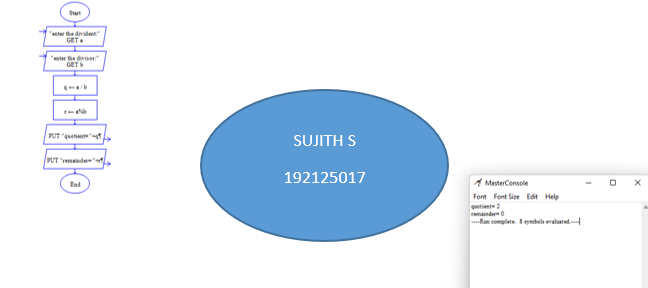 Start
"enter the divident:"
GET a
"enter the divisor:"
GET b
q ← a / b
r ← a%b
PUT "quotient="+q¶
PUT "remainder="+r¶
End
SUJITH S
192125017
MasterConsole
Font Font Size Edit Help
quotient= 2
remainder= 0
----Run complete. 8 symbols evaluated.----